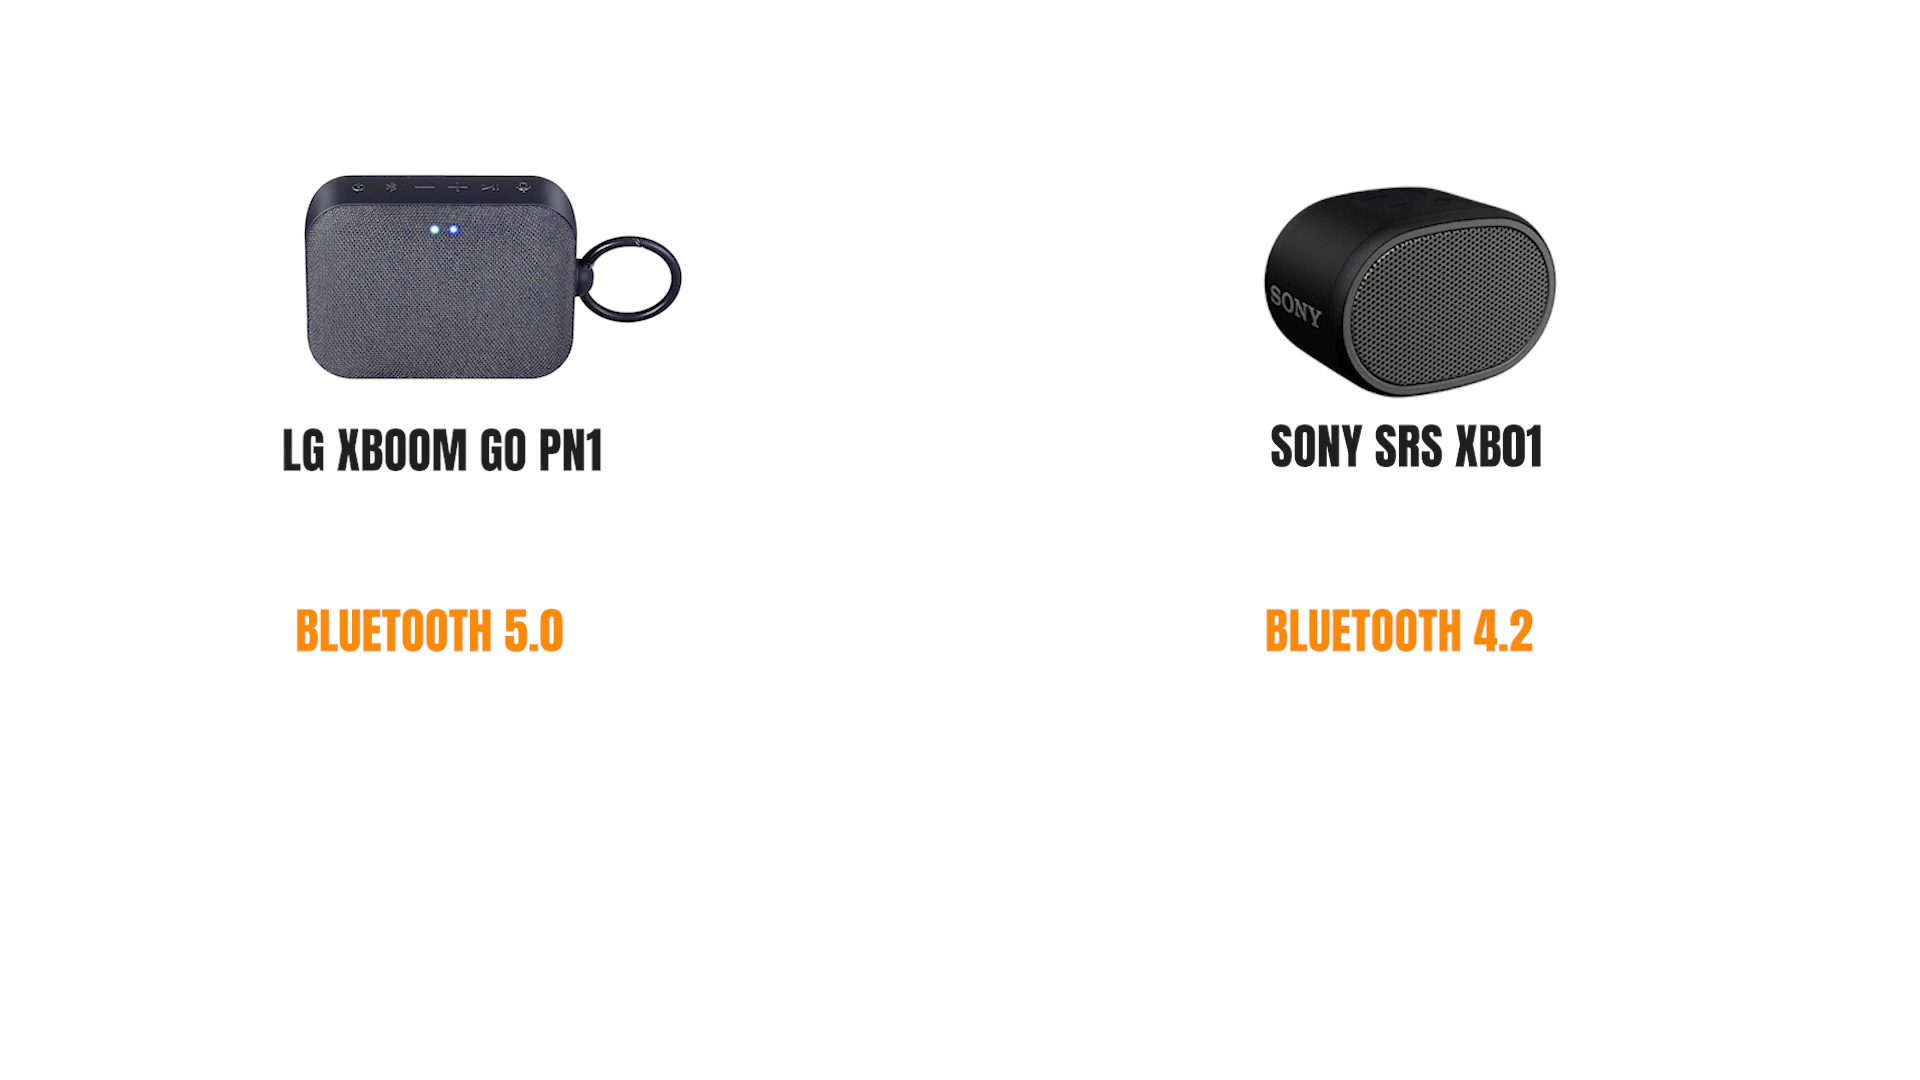 SONY
LG XBOOM GO PN1
SONY SRS XB01
BLUETOOTH 5.0
BLUETOOTH 4.2